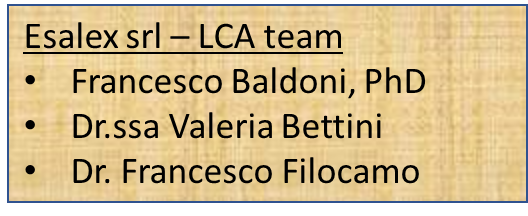 Esalex srl – LCA team
• Francesco Baldoni, PhD
• Dr.ssa Valeria Bettini
• Dr. Francesco Filocamo